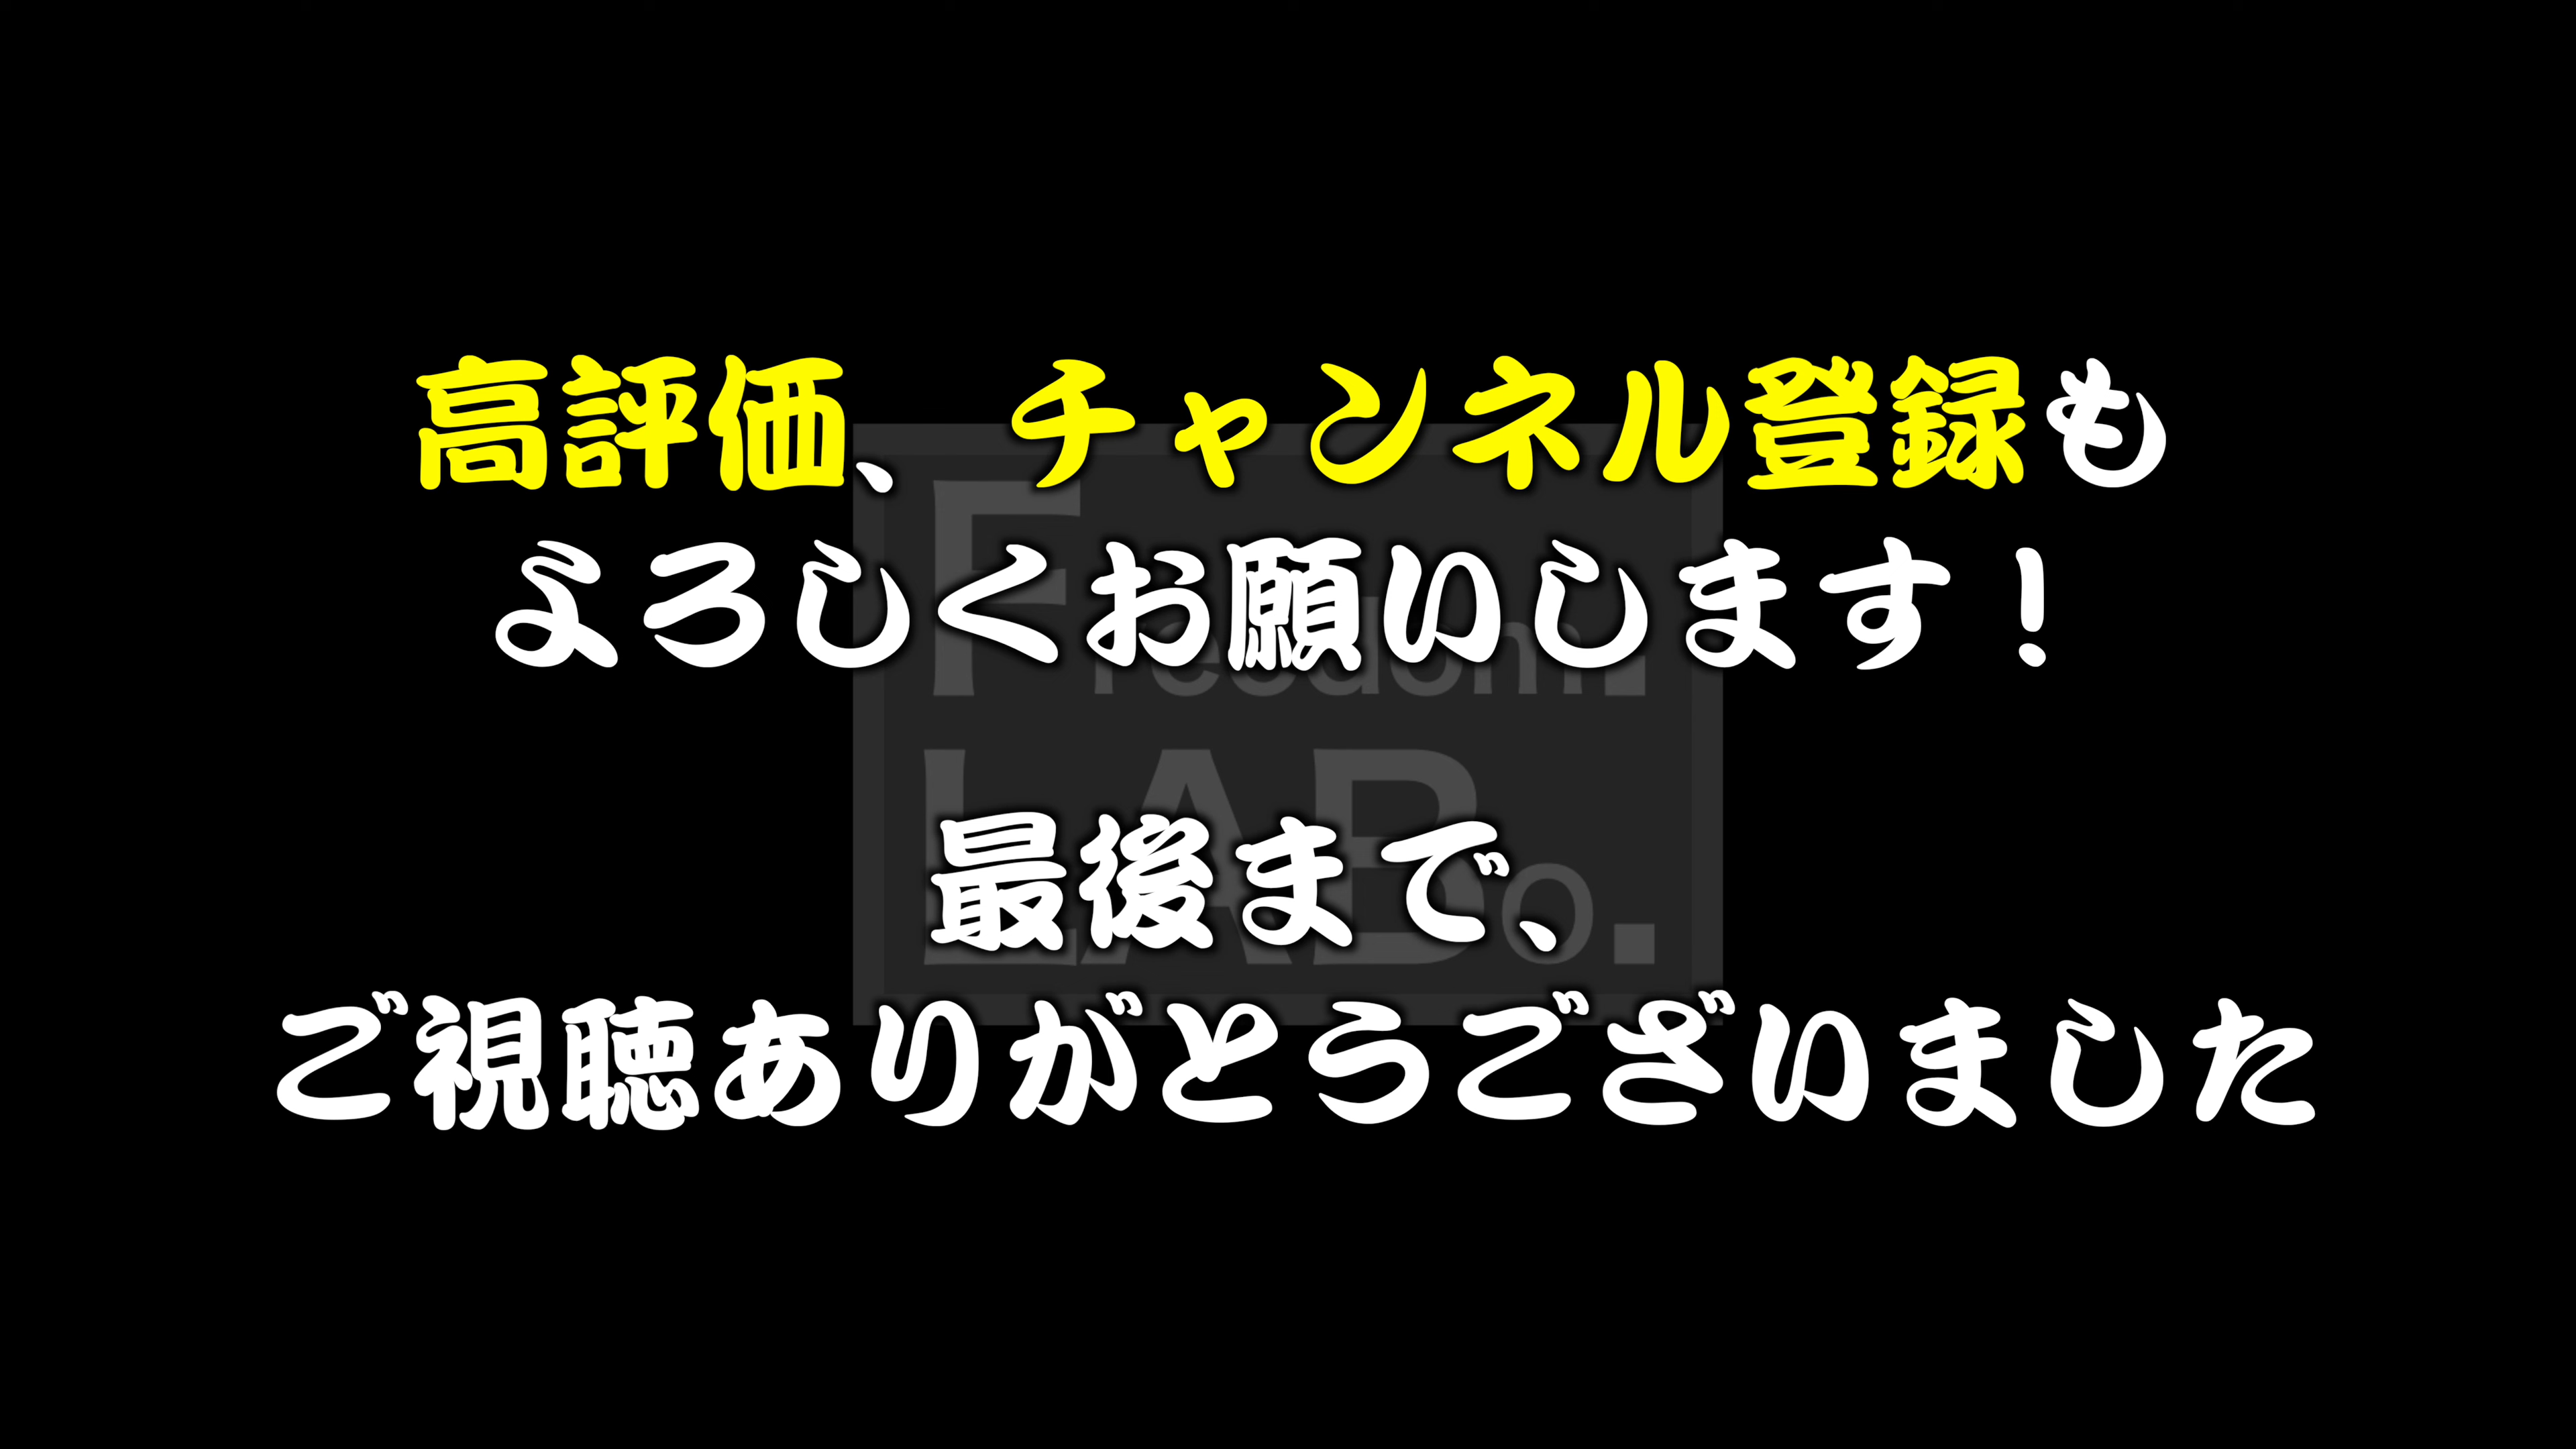 高評価、チャンネル登録も
よろしくお願いします！
Freedom.
LABo.
最後まで、
ご視聴ありがとうございました